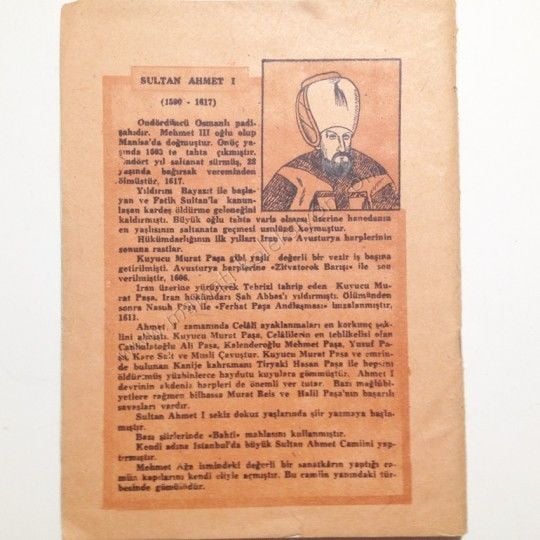 SULTAN AHMET I
(1590 - 1617)
Ondördüncü Osmanlı padi-
şahıdır. Mehmet III oğlu olup
Manisa'da doğmuştur. Onüç ya-
şında 1603 te tahta çıkmıştır.
ondört yıl saltanat sürmüş, 28
yaşında bağırsak vereminden
ölmüştür, 1617.
Yıldırım Bayazıt ile başla-
yan ve Fatih Sultan'la kanun-
laşan kardeş öldürme geleneğini
kaldırmıştı. Büyük oğlu tahta varis olması üzerine hanedanın
en yaşlısının saltanata geçmesi usulünü koymuştur.
Hükümdarlığının ilk yılları Iran ve Avusturya harplerinin
sonuna rastlar.
Kuyucu Murat Paşa gibi yaşlı değerli bir vezir iş başına
getirilmişti. Avusturya harplerine «Zitvatorok Barışı» ile son
verilmiştir, 1606.
Iran üzerine yürüyerek Tebrizi tahrip eden Kuyucu Mu-
rat Paşa, Iran hükümdarı Şah Abbas'ı yıldırmıştı. Ölümünden
sonra Nasuh Paşa ile «Ferhat Paşa Andlaşması» imzalanmıştır,
1611.
Ahmet I zamanında Celâli ayaklanmaları en korkunç şek-
lini almıştı. Kuyucu Murat Paşa, Celâlilerin en tehlikelisi olan
Canbulatoğlu Ali Paşa, Kalenderoğlu Mehmet Paşa, Yusuf Pa-
şa, Kara Sait ve Musli Çavuştur. Kuyucu Murat Paşa ve emrin-
de bulunan Kanije kahramanı Tiryaki Hasan Paşa ile hepsini
öldürmüş yüzbinlerce haydutu kuyulara gömmüştür. Ahmet I
devrinin akdeniz harpleri de önemli yer tutar. Bazı mağlûbi-
yetlere rağmen bilhassa Murat Reis ve Halil Paşa'nın başarılı
savaşları vardır.
Sultan Ahmet I sekiz dokuz yaşlarında şiir yazmaya başla-
mıştır.
Bazı şiirlerinde «Bahti» mahlasını kullanmıştır.
Kendi adına Istanbul'da büyük Sultan Ahmet Camiini yap-
tırmıştır.
Mehmet Ağa ismindeki değerli bir sanatkârın yaptığı ca-
miin kapılarını kendi eliyle açmıştır. Bu camiin yanındaki tür-
besinde gömülüdür.